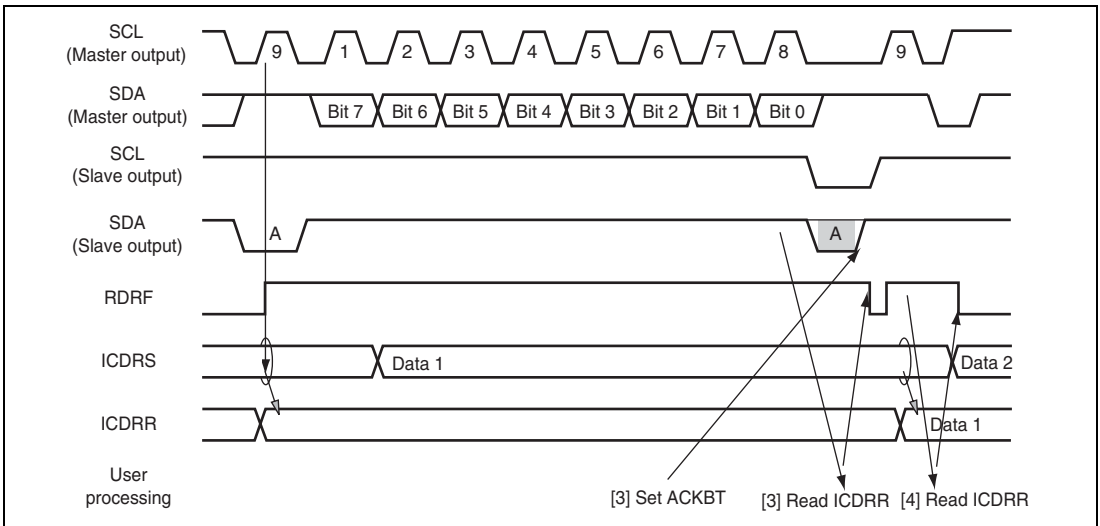 SCL
(Master output)
9 1 2 3 4 5 6 7 8 9
SDA
(Master output)
Bit 7 Bit 6 Bit 5 Bit 4 Bit 3 Bit 2 Bit 1 Bit 0
SCL
(Slave output)
SDA
(Slave output)
A A
RDRF
ICDRS
Data 1 Data 2
ICDRR
Data 1
User
processing
[3] Set ACKBT [3] Read ICDRR [4] Read ICDRR